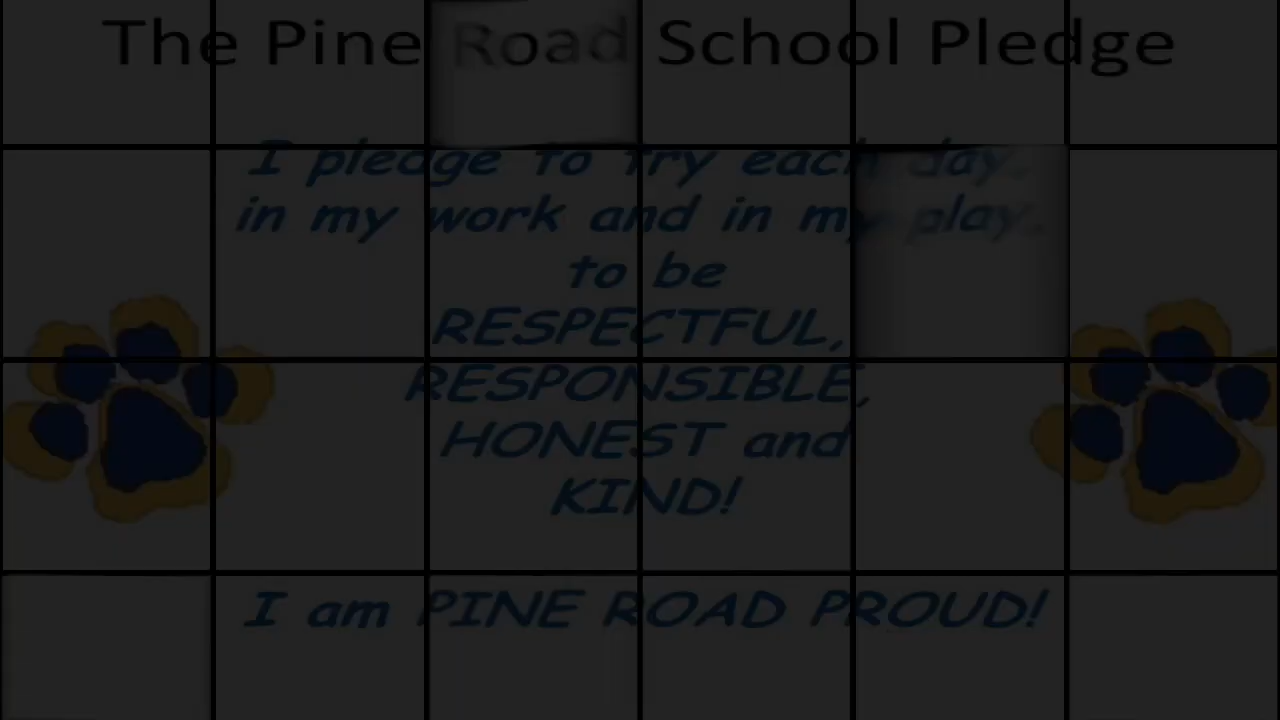 The Pine Road School Pledge
I pledge to try each day..
in my work and in my play..
to be
RESPECTFUL,
RESPONSIBLE,
HONEST and
KIND!
I am PINE ROAD PROUD!